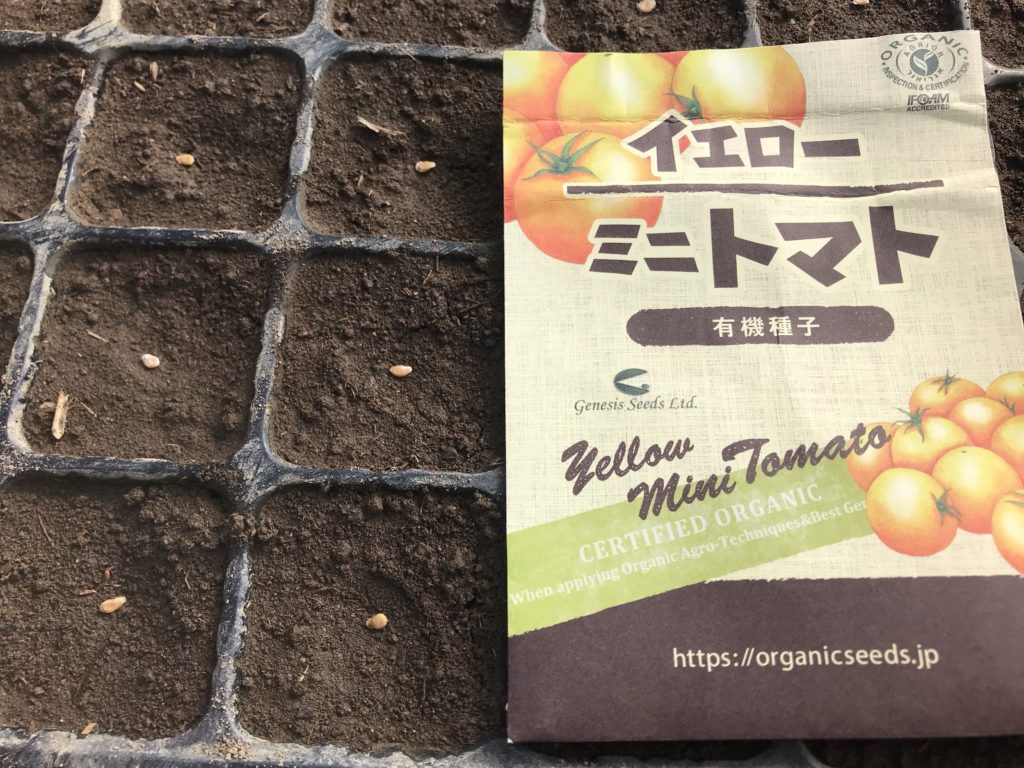 ORGANIC
AGRIOR
INSPECTION & CERTIFICATION
IFOAM
ACCREDITED
イエロー
ミニトマト
有機種子
Genesis Seeds Ltd.
Yellow
Mini Tomato
CERTIFIED ORGANIC
When applying Organic Agro-Techniques&Best
https://organicseeds.jp